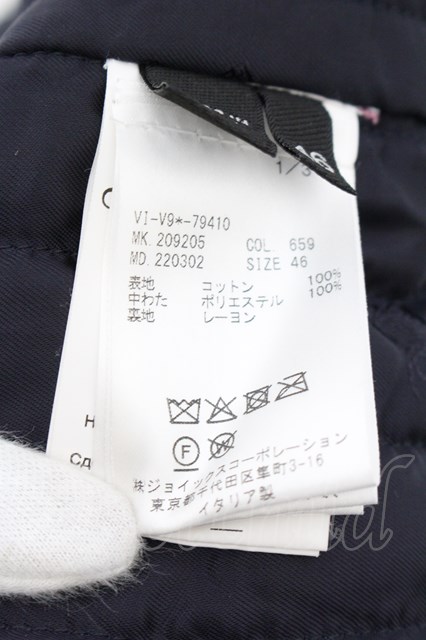 46
1/3
VI-V9*-79410
MK. 209205 COL. 659
MD. 220302 SIZE 46
表地 コットン 100%
中わた ポリエステル 100%
裏地 レーヨン
F
㈱ジョイックスコーポレーション
東京都千代田区隼町3-16
イタリア製
H
СД